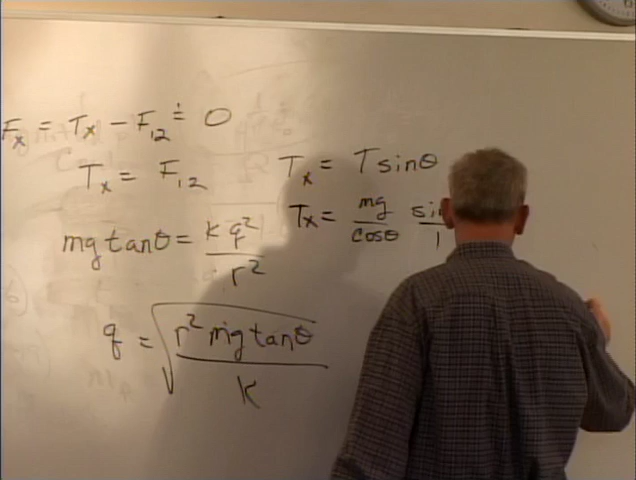 Fx = Tx − F12 ≐ 0
Tx = F12
mg tanθ = kq²/r²
q = √(r² mg tanθ / k)
Tx = T sinθ
Tx = mg/cosθ